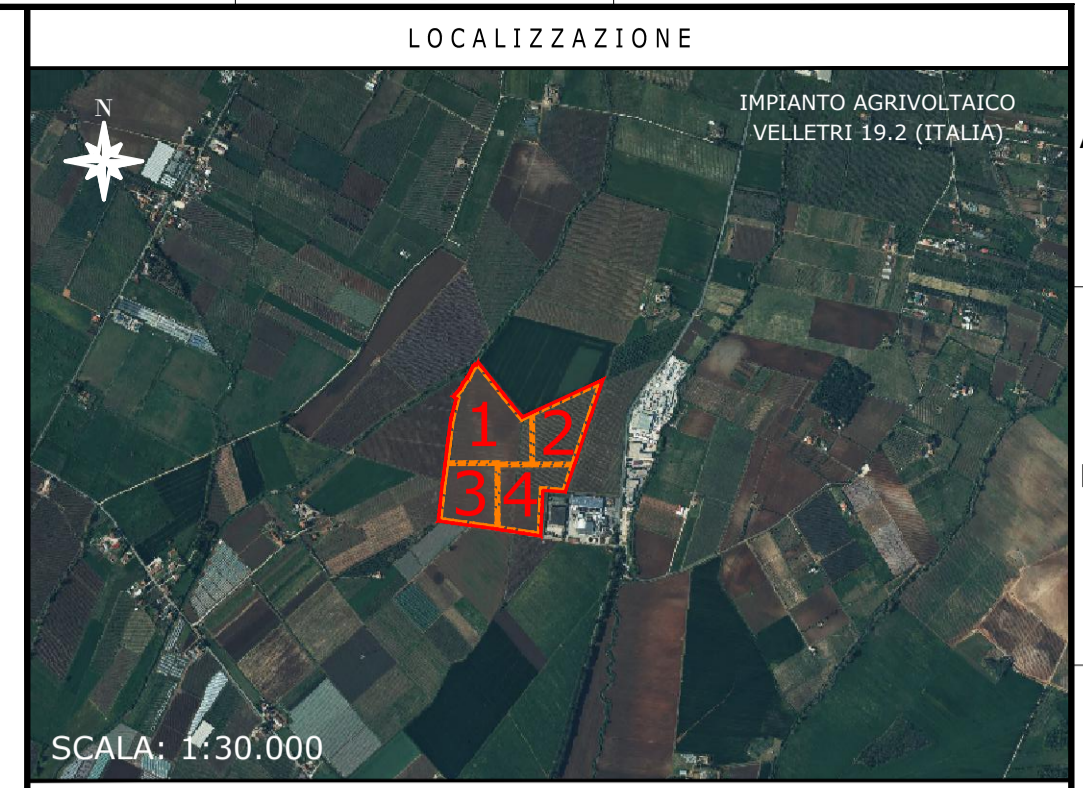 LOCALIZZAZIONE
N
IMPIANTO AGRIVOLTAICO
VELLETRI 19.2 (ITALIA)
1
2
3
4
SCALA: 1:30.000